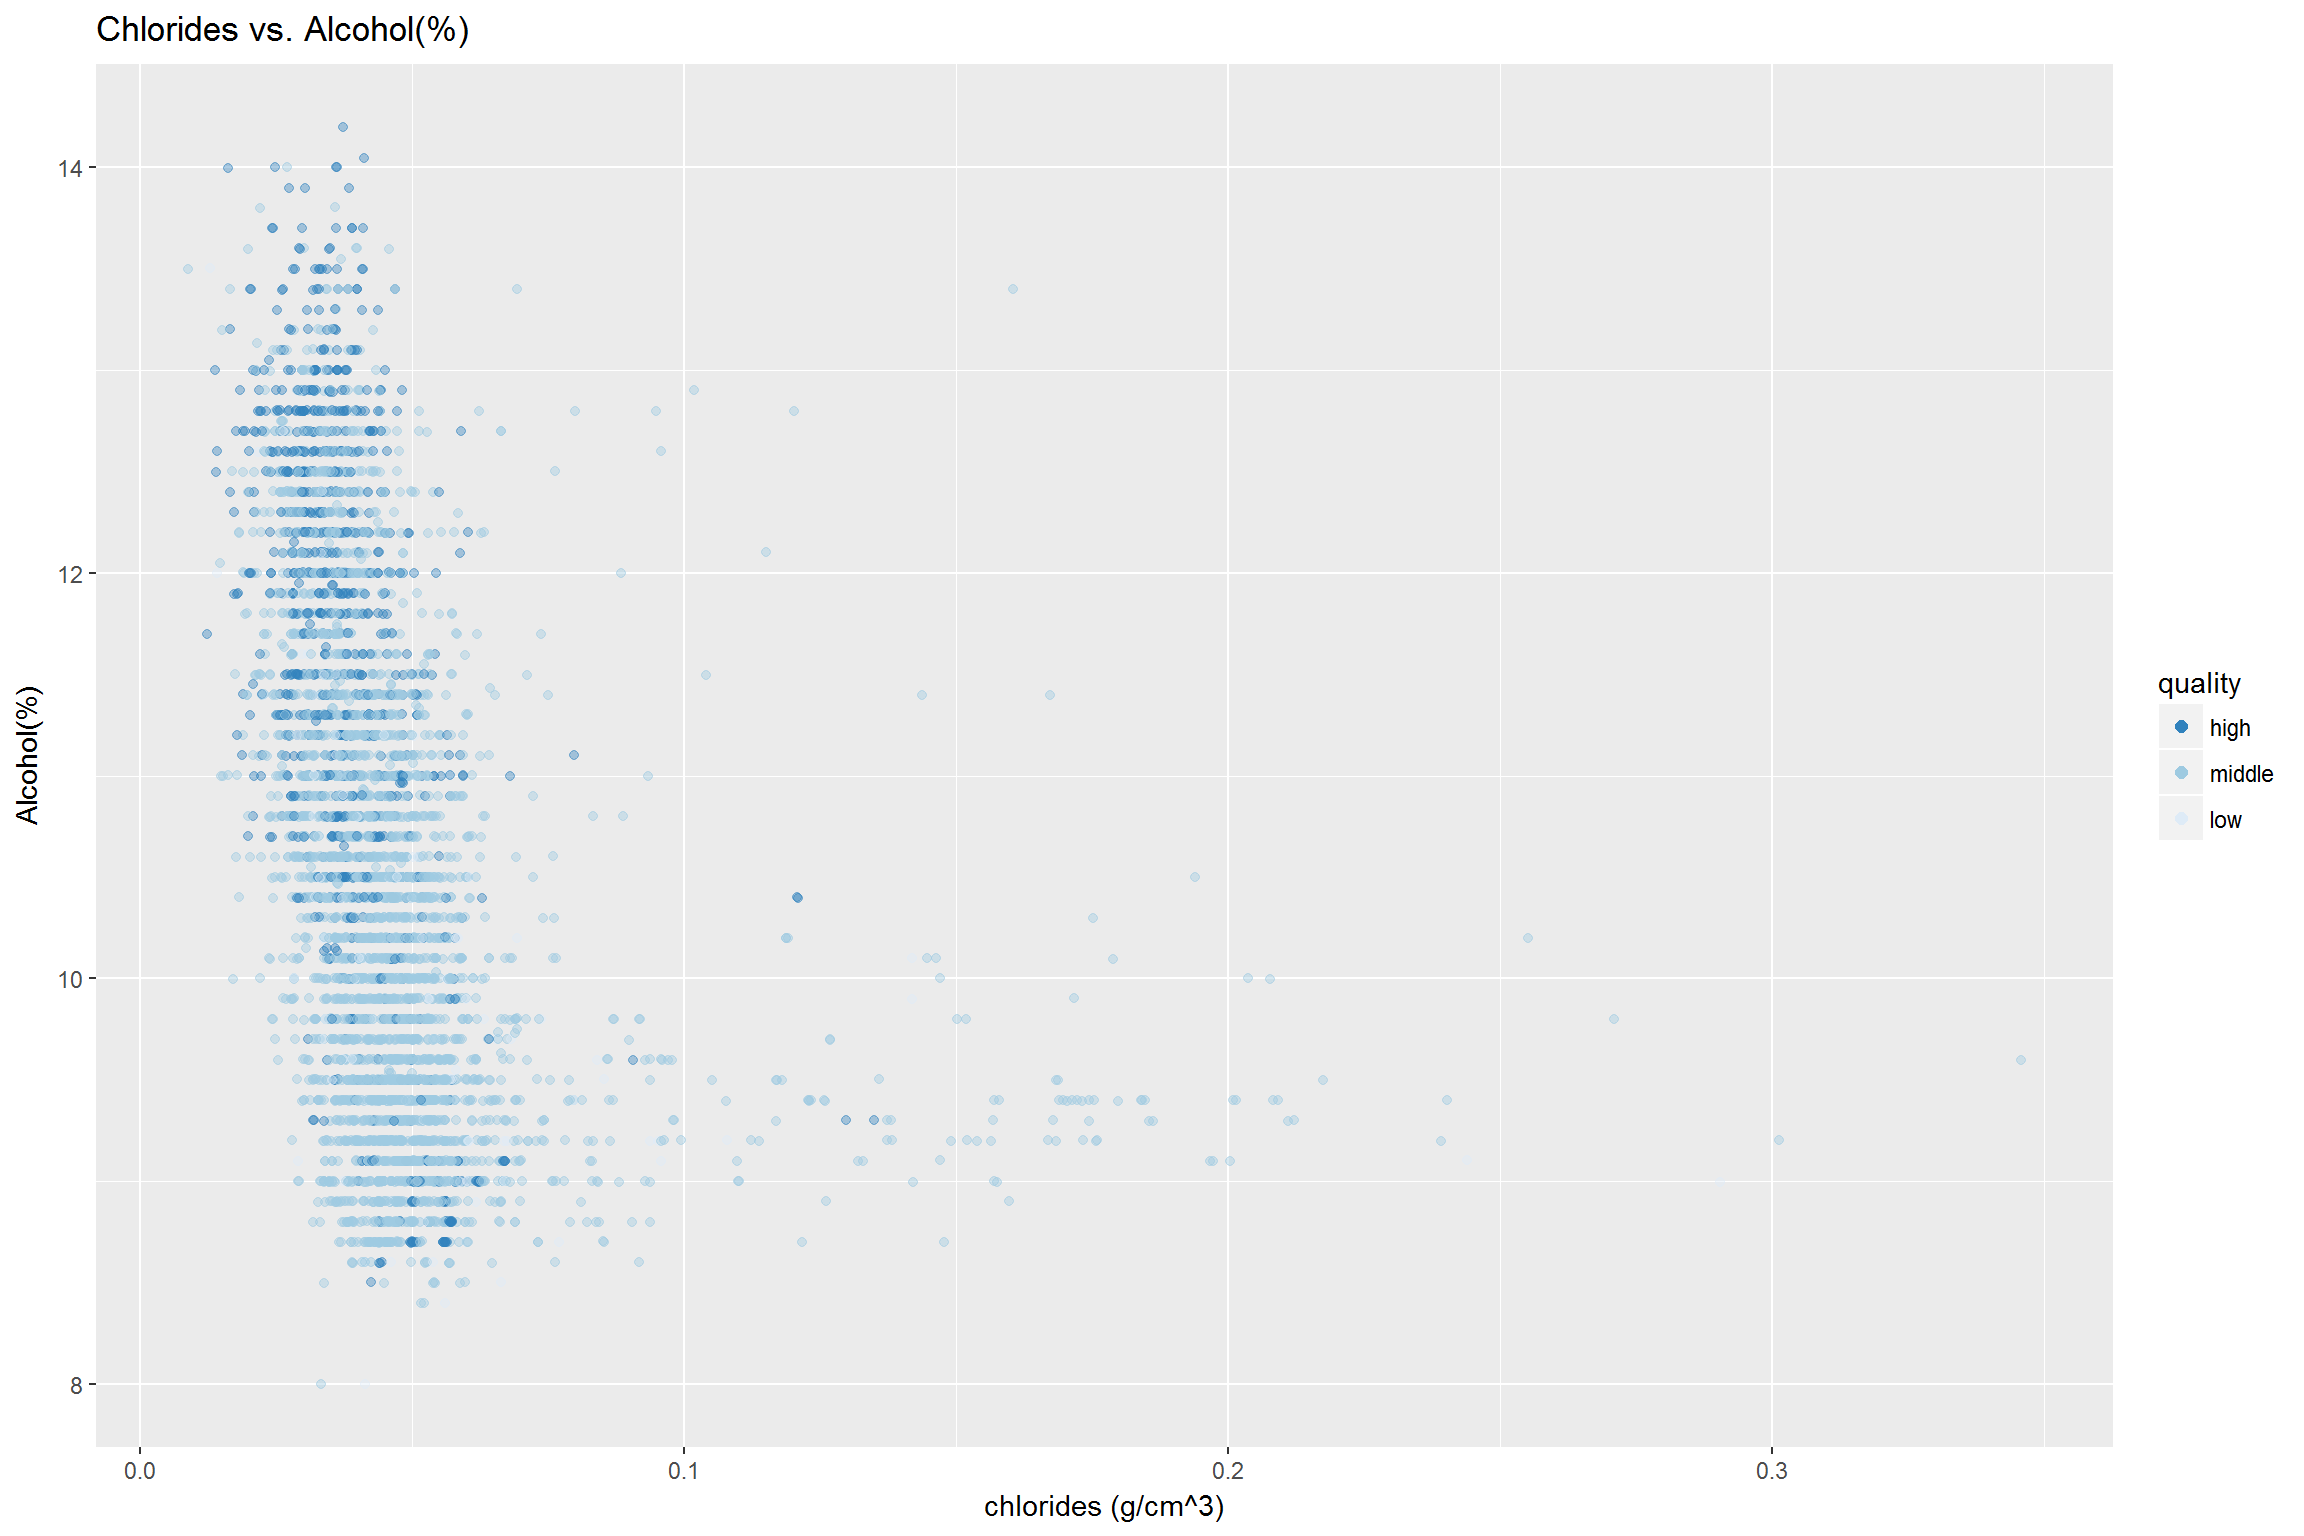 Chlorides vs. Alcohol(%)
14
12
10
8
Alcohol(%)
0.0
0.1
0.2
0.3
chlorides (g/cm^3)
quality
high
middle
low